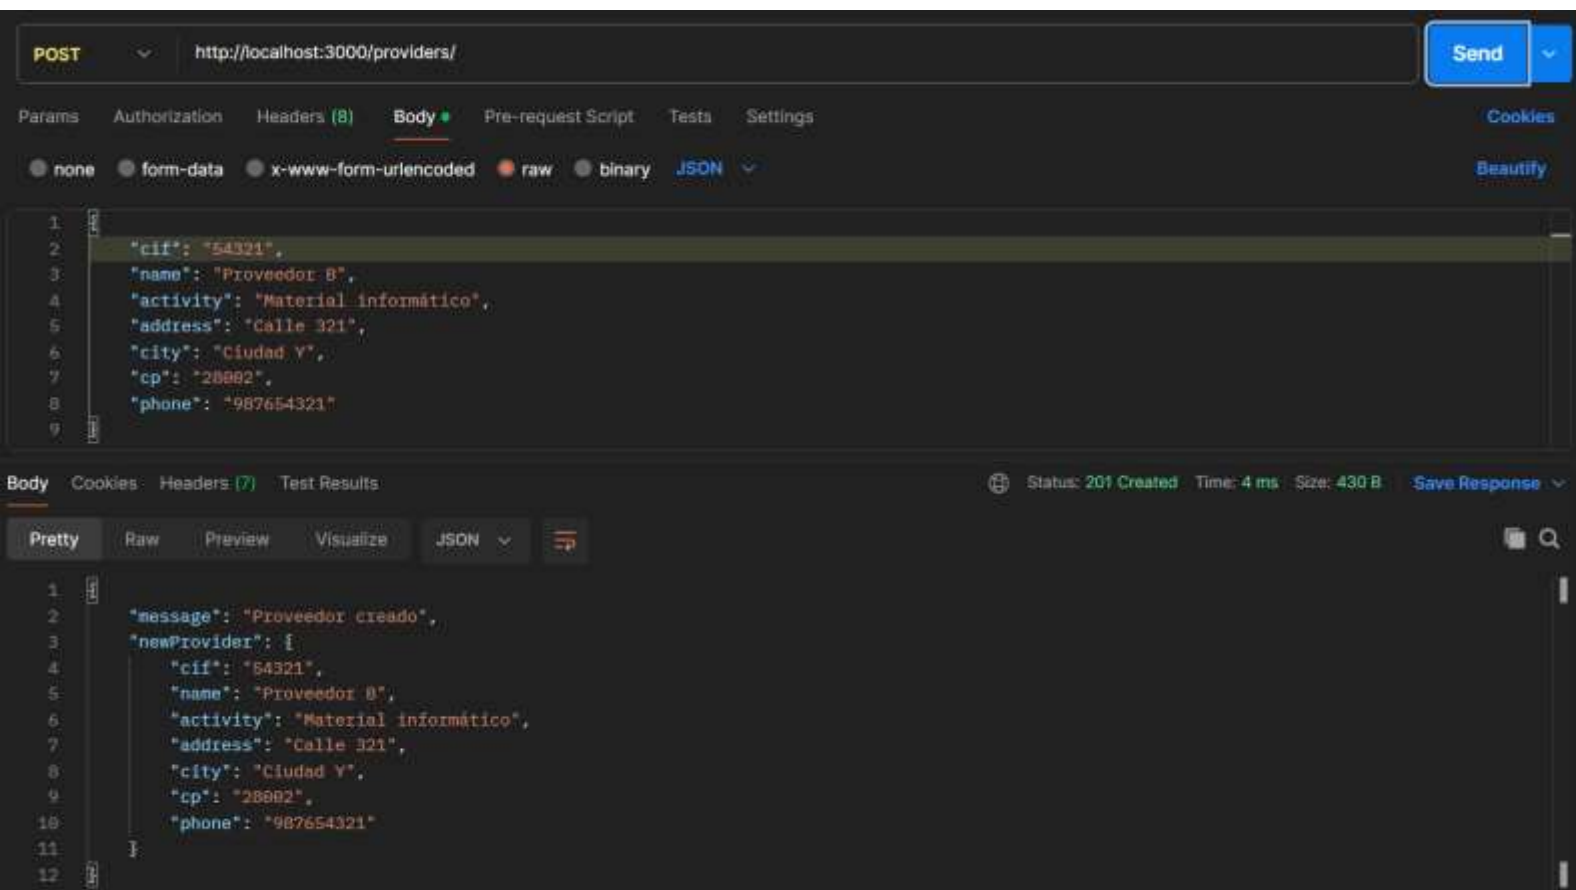 POST http://localhost:3000/providers/ Send
Params Authorization Headers (8) Body Pre-request Script Tests Settings Cookies
none form-data x-www-form-urlencoded raw binary JSON Beautify
1 {
2 "cif": "54321",
3 "name": "Proveedor B",
4 "activity": "Material informático",
5 "address": "Calle 321",
6 "city": "Ciudad Y",
7 "cp": "28002",
8 "phone": "987654321"
9 }
Body Cookies Headers (7) Test Results Status: 201 Created Time: 4 ms Size: 430 B Save Response
Pretty Raw Preview Visualize JSON
1 {
2 "message": "Proveedor creado",
3 "newProvider": {
4 "cif": "54321",
5 "name": "Proveedor B",
6 "activity": "Material informático",
7 "address": "Calle 321",
8 "city": "Ciudad Y",
9 "cp": "28002",
10 "phone": "987654321"
11 }
12 }